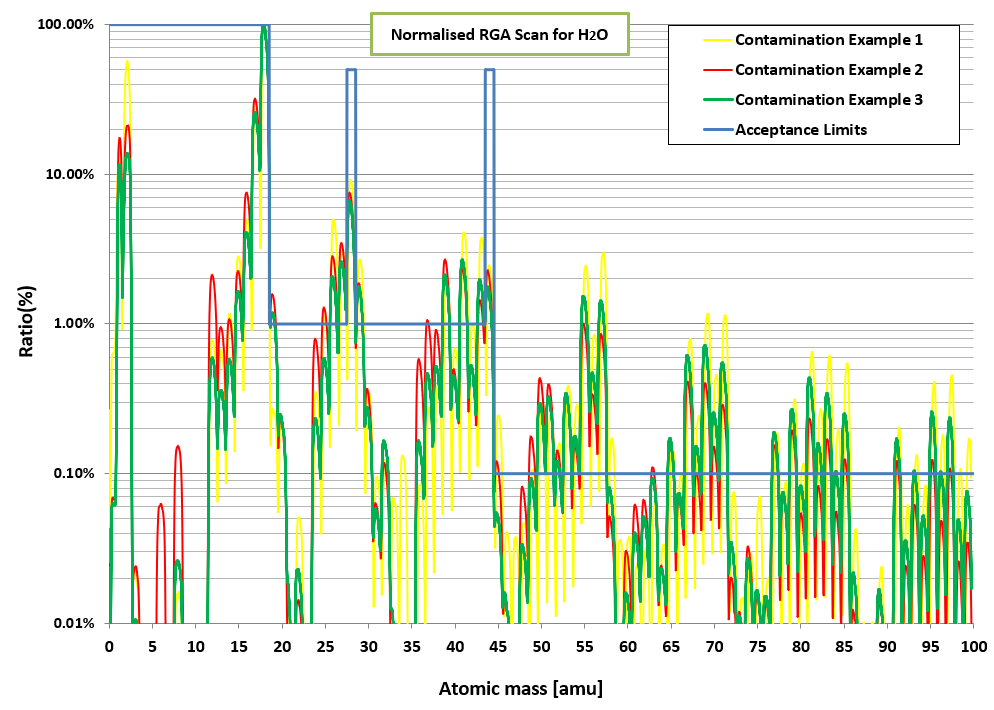 Normalised RGA Scan for H2O
Contamination Example 1
Contamination Example 2
Contamination Example 3
Acceptance Limits
100.00%
10.00%
1.00%
0.10%
0.01%
Ratio(%)
0 5 10 15 20 25 30 35 40 45 50 55 60 65 70 75 80 85 90 95 100
Atomic mass [amu]